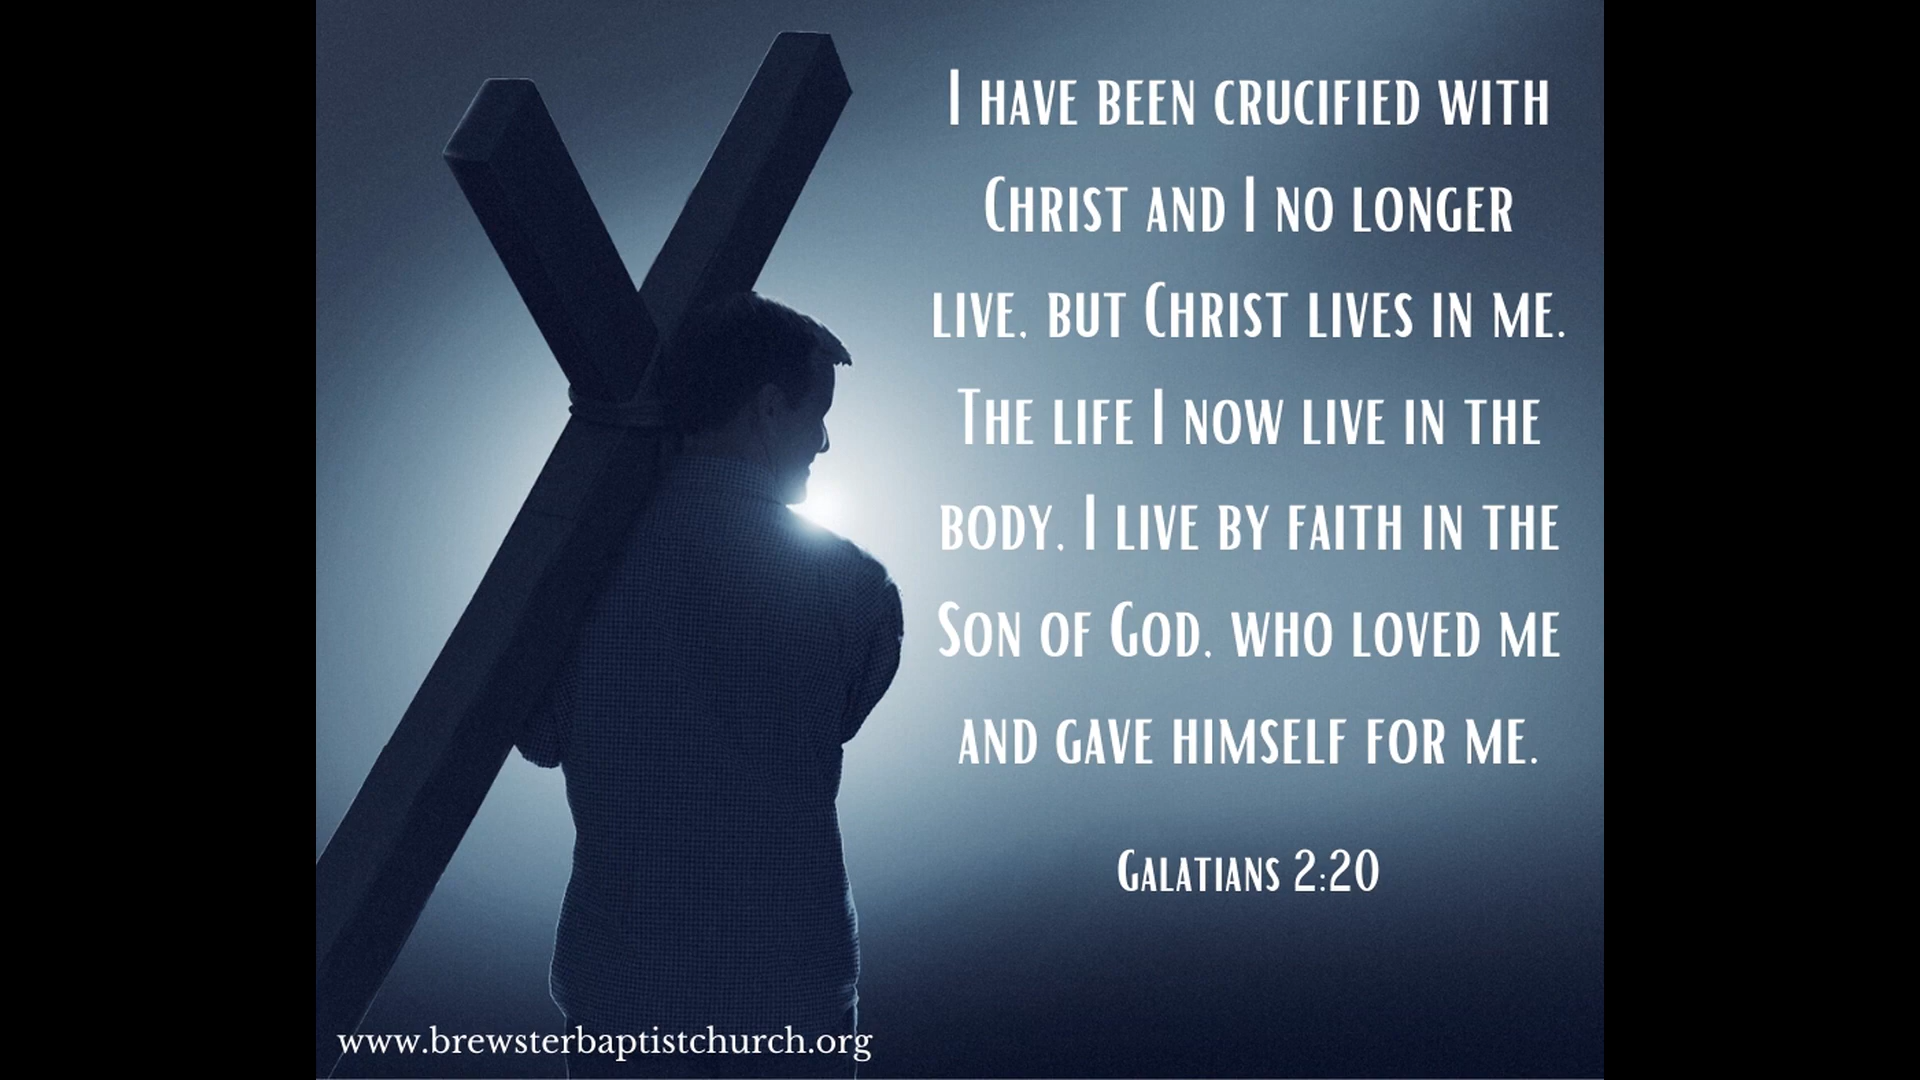 I have been crucified with
Christ and I no longer
live, but Christ lives in me.
The life I now live in the
body, I live by faith in the
Son of God, who loved me
and gave himself for me.
Galatians 2:20
www.brewsterbaptistchurch.org